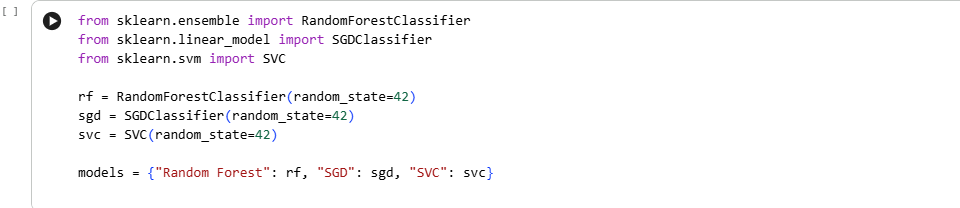 [ ]
from sklearn.ensemble import RandomForestClassifier
from sklearn.linear_model import SGDClassifier
from sklearn.svm import SVC
rf = RandomForestClassifier(random_state=42)
sgd = SGDClassifier(random_state=42)
svc = SVC(random_state=42)
models = {"Random Forest": rf, "SGD": sgd, "SVC": svc}